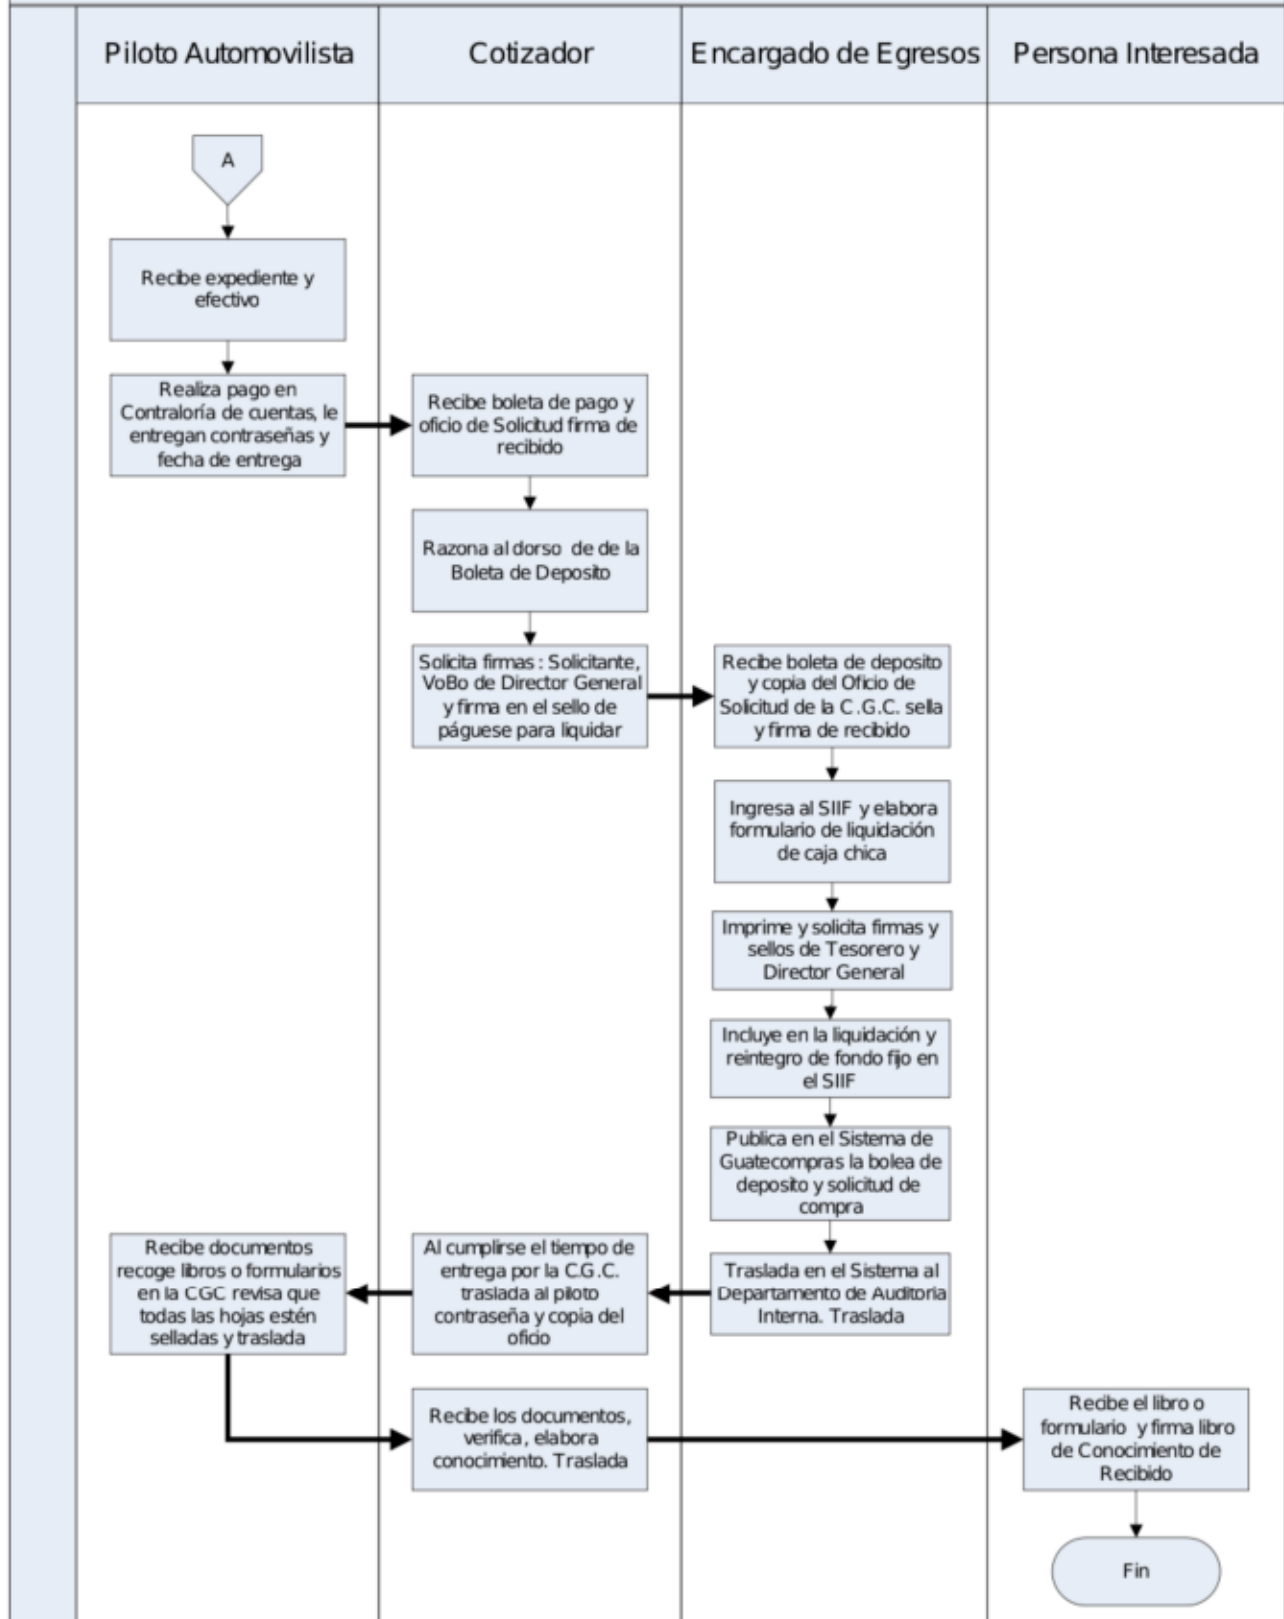 Piloto Automovilista
Cotizador
Encargado de Egresos
Persona Interesada
A
Recibe expediente y
efectivo
Realiza pago en
Contraloría de cuentas, le
entregan contraseñas y
fecha de entrega
Recibe boleta de pago y
oficio de Solicitud firma de
recibido
Razona al dorso de de la
Boleta de Deposito
Solicita firmas : Solicitante,
VoBo de Director General
y firma en el sello de
páguese para liquidar
Recibe boleta de deposito
y copia del Oficio de
Solicitud de la C .G.C. sella
y firma de recibido
Ingresa al SIIF y elabora
formulario de liquidación
de caja chica
Imprime y solicita firmas y
sellos de Tesorero y
Director General
Incluye en la liquidación y
reintegro de fondo fijo en
el SIIF
Publica en el Sistema de
Guatecompras la bolea de
deposito y solicitud de
compra
Traslada en el Sistema al
Departamento de Auditoria
Interna. Traslada
Al cumplirse el tiempo de
entrega por la C.G.C.
traslada al piloto
contraseña y copia del
oficio
Recibe documentos
recoge libros o formularios
en la CGC revisa que
todas las hojas estén
selladas y traslada
Recibe los documentos,
verifica, elabora
conocimiento. Traslada
Recibe el libro o
formulario y firma libro
de Conocimiento de
Recibido
Fin